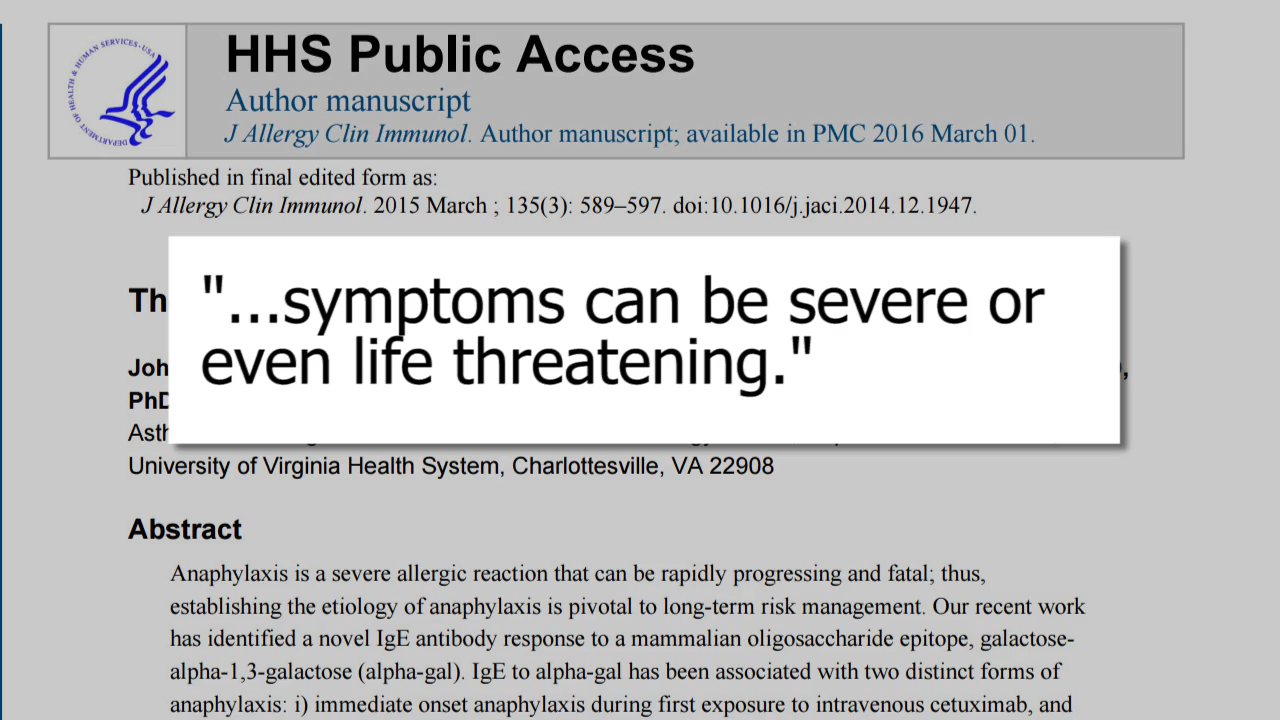 DEPARTMENT OF HEALTH & HUMAN SERVICES · USA
HHS Public Access
Author manuscript
J Allergy Clin Immunol. Author manuscript; available in PMC 2016 March 01.
Published in final edited form as:
J Allergy Clin Immunol. 2015 March ; 135(3): 589–597. doi:10.1016/j.jaci.2014.12.1947.
"...symptoms can be severe or
even life threatening."
University of Virginia Health System, Charlottesville, VA 22908
Abstract
Anaphylaxis is a severe allergic reaction that can be rapidly progressing and fatal; thus,
establishing the etiology of anaphylaxis is pivotal to long-term risk management. Our recent work
has identified a novel IgE antibody response to a mammalian oligosaccharide epitope, galactose-
alpha-1,3-galactose (alpha-gal). IgE to alpha-gal has been associated with two distinct forms of
anaphylaxis: i) immediate onset anaphylaxis during first exposure to intravenous cetuximab, and